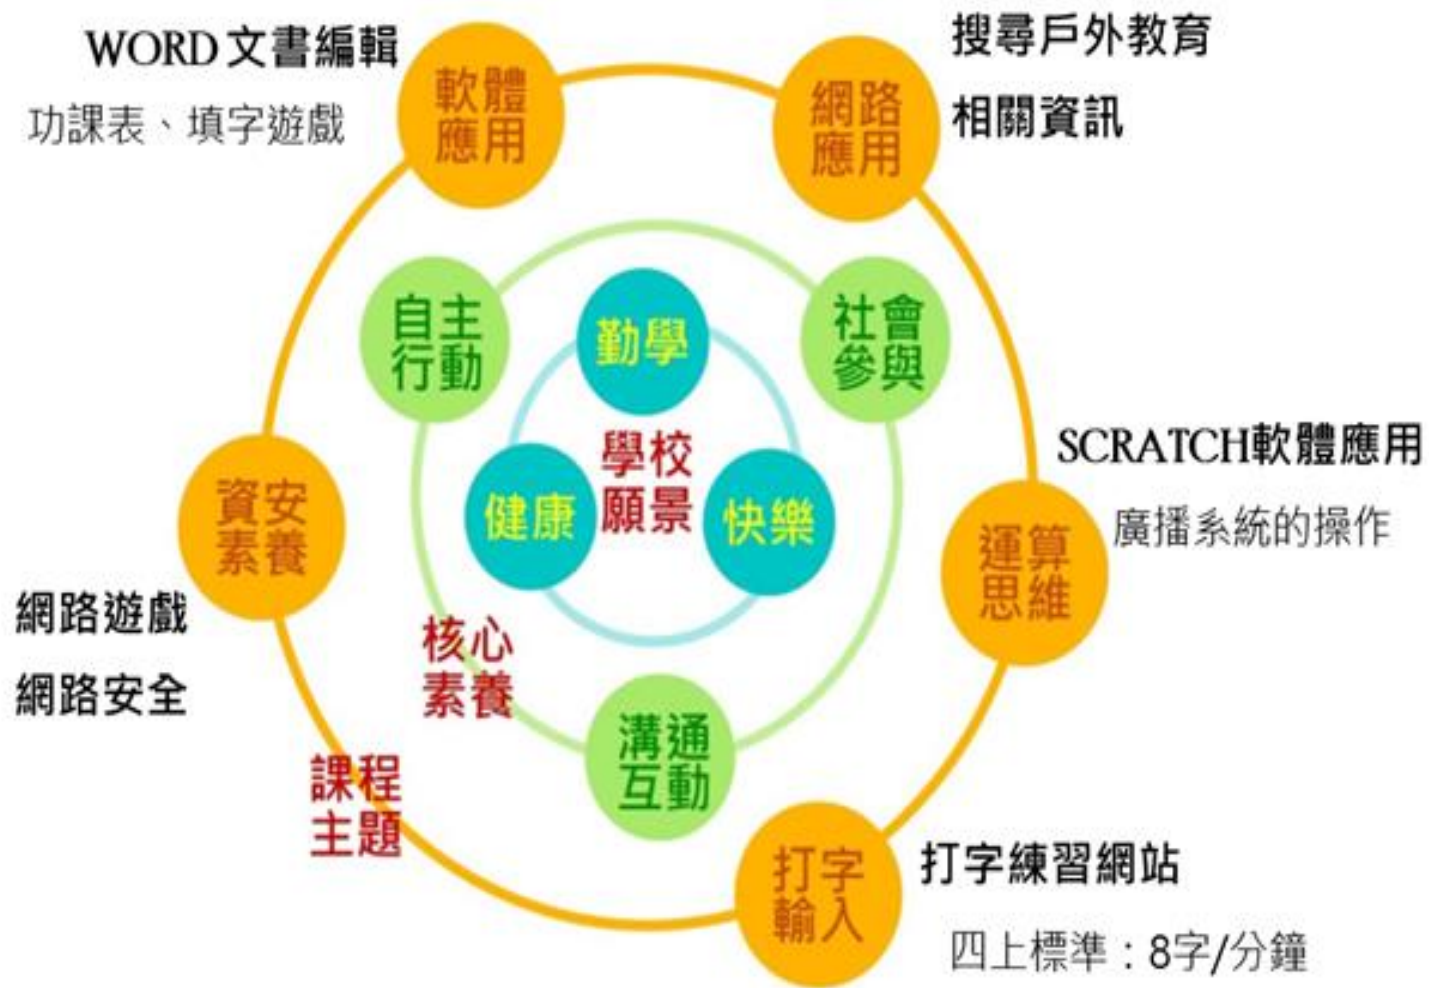 WORD文書編輯
功課表、填字遊戲
軟體
應用
網路
應用
搜尋戶外教育
相關資訊
自主
行動
勤學
社會
參與
學校
願景
健康
快樂
SCRATCH軟體應用
廣播系統的操作
資安
素養
運算
思維
網路遊戲
網路安全
核心
素養
溝通
互動
課程
主題
打字
輸入
打字練習網站
四上標準：8字/分鐘